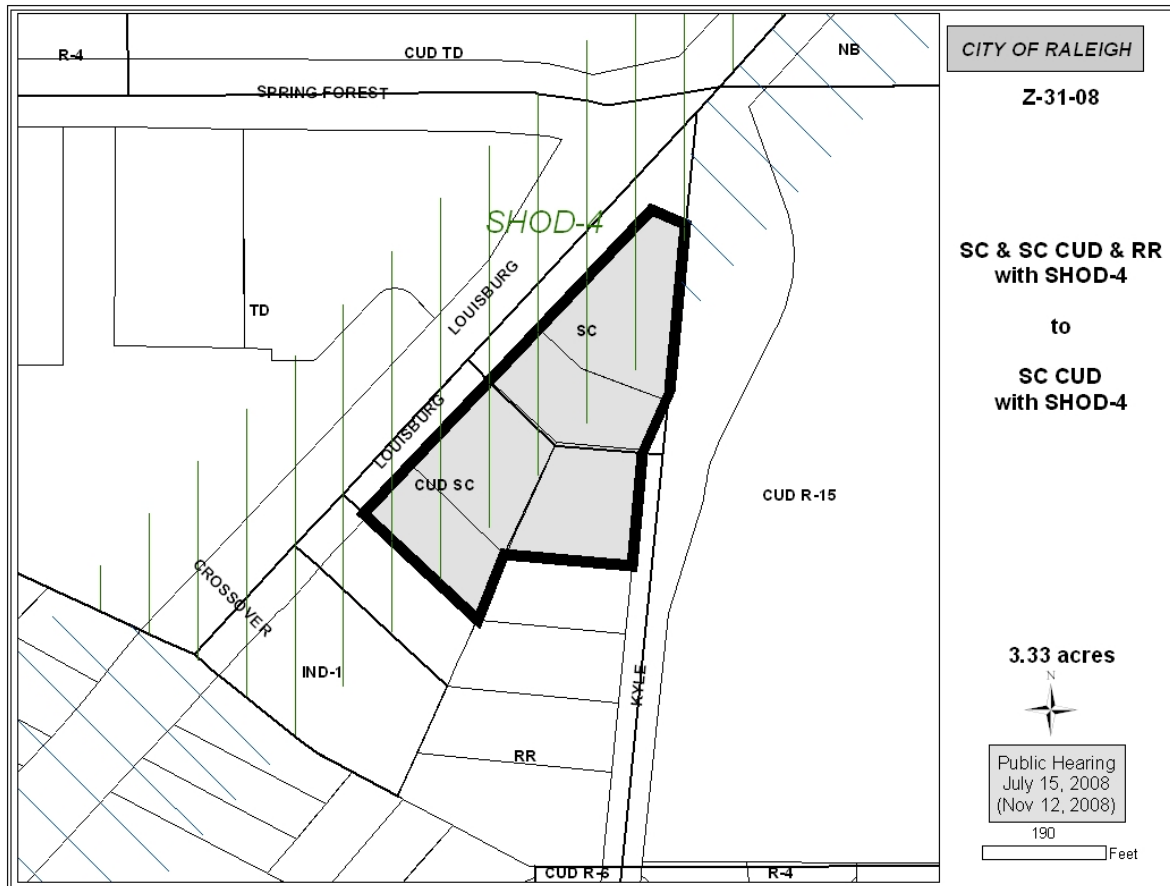 R-4
CUD TD
NB
SPRING FOREST
SHOD-4
LOUISBURG
TD
SC
LOUISBURG
CUD SC
CUD R-15
CROSSOVER
IND-1
KYLE
RR
CUD R-6
R-4
CITY OF RALEIGH
Z-31-08
SC & SC CUD & RR
with SHOD-4
to
SC CUD
with SHOD-4
3.33 acres
N
Public Hearing
July 15, 2008
(Nov 12, 2008)
190
Feet